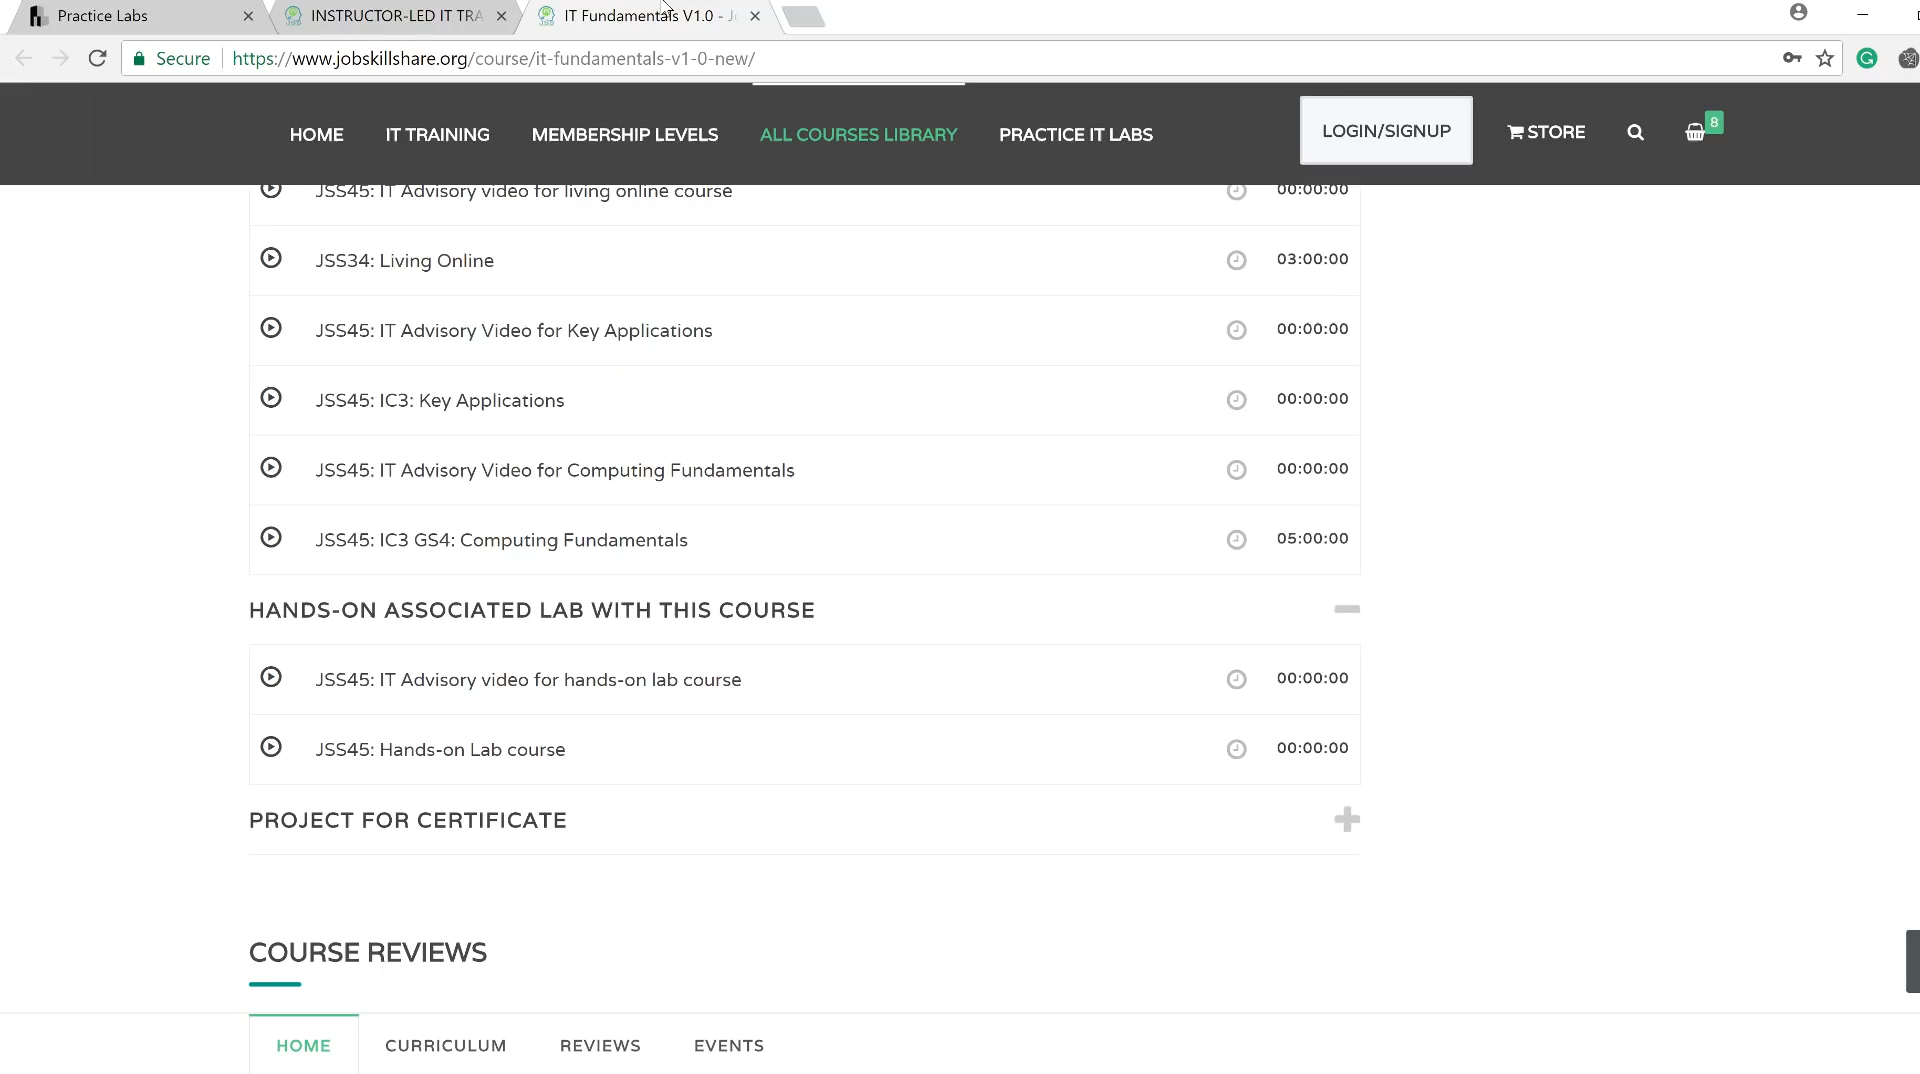 Practice Labs
INSTRUCTOR-LED IT TRA
IT Fundamentals V1.0 - Jo
Secure
https://www.jobskillshare.org/course/it-fundamentals-v1-0-new/
HOME
IT TRAINING
MEMBERSHIP LEVELS
ALL COURSES LIBRARY
PRACTICE IT LABS
LOGIN/SIGNUP
STORE
8
JSS45: IT Advisory video for living online course 00:00:00
JSS34: Living Online 03:00:00
JSS45: IT Advisory Video for Key Applications 00:00:00
JSS45: IC3: Key Applications 00:00:00
JSS45: IT Advisory Video for Computing Fundamentals 00:00:00
JSS45: IC3 GS4: Computing Fundamentals 05:00:00
HANDS-ON ASSOCIATED LAB WITH THIS COURSE
JSS45: IT Advisory video for hands-on lab course 00:00:00
JSS45: Hands-on Lab course 00:00:00
PROJECT FOR CERTIFICATE
COURSE REVIEWS
HOME
CURRICULUM
REVIEWS
EVENTS